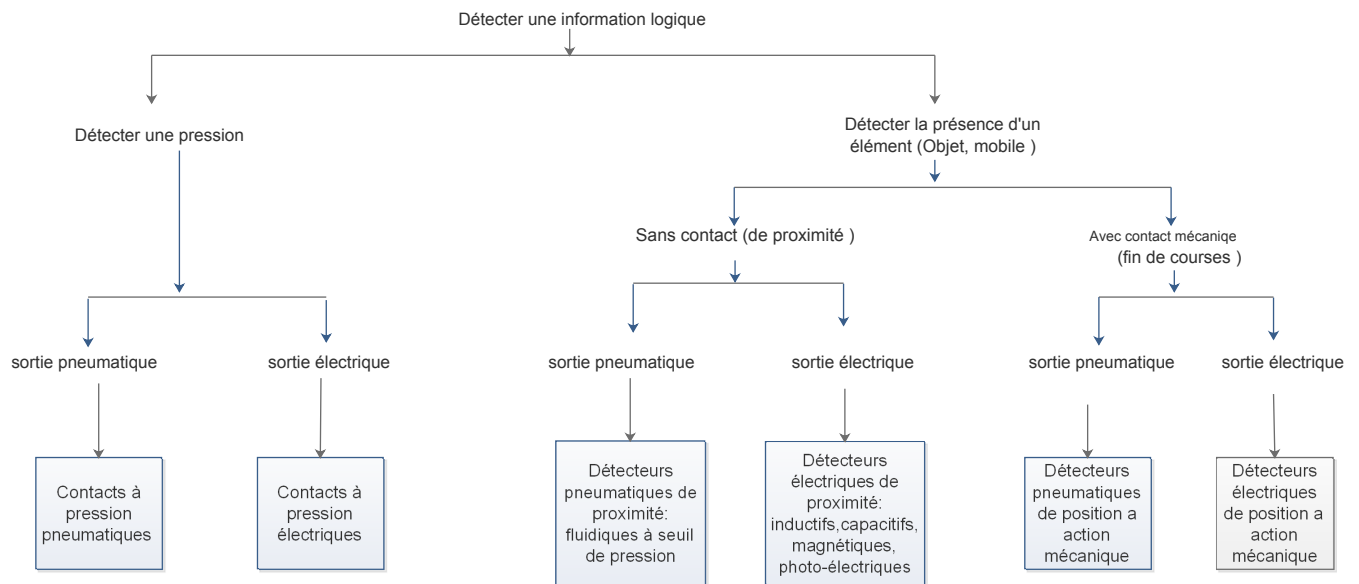 Détecter une information logique
Détecter une pression
Détecter la présence d'un
élément (Objet, mobile )
Sans contact (de proximité )
Avec contact mécaniqe
(fin de courses )
sortie pneumatique
sortie électrique
sortie pneumatique
sortie électrique
sortie pneumatique
sortie électrique
Contacts à
pression
pneumatiques
Contacts à
pression
électriques
Détecteurs
pneumatiques de
proximité:
fluidiques à seuil
de pression
Détecteurs
électriques de
proximité:
inductifs,capacitifs,
magnétiques,
photo-électriques
Détecteurs
pneumatiques
de position a
action
mécanique
Détecteurs
électriques
de position a
action
mécanique